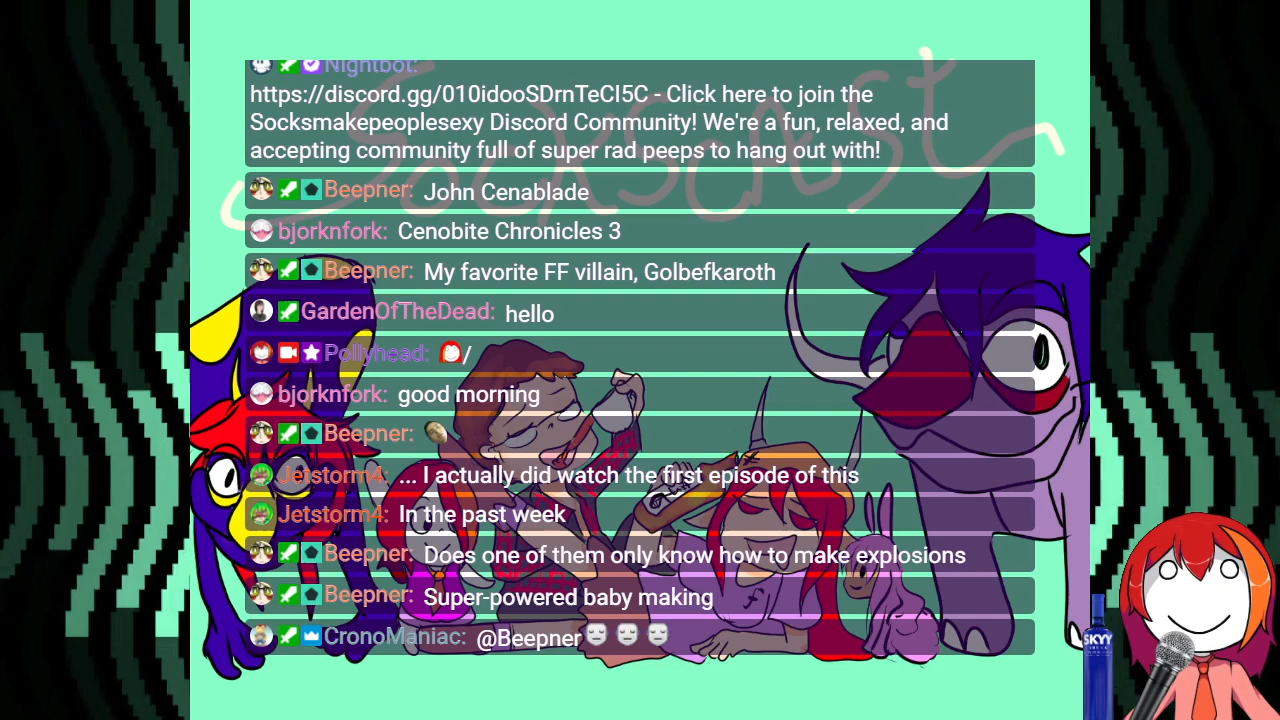 Nightbot:
https://discord.gg/010idooSDrnTeCI5C - Click here to join the
Socksmakepeoplesexy Discord Community! We're a fun, relaxed, and
accepting community full of super rad peeps to hang out with!
Beepner: John Cenablade
bjorknfork: Cenobite Chronicles 3
Beepner: My favorite FF villain, Golbefkaroth
GardenOfTheDead: hello
Pollyhead: /
bjorknfork: good morning
Beepner:
Jetstorm4: ... I actually did watch the first episode of this
Jetstorm4: In the past week
Beepner: Does one of them only know how to make explosions
Beepner: Super-powered baby making
CronoManiac: @Beepner
Sockscast
SKYY